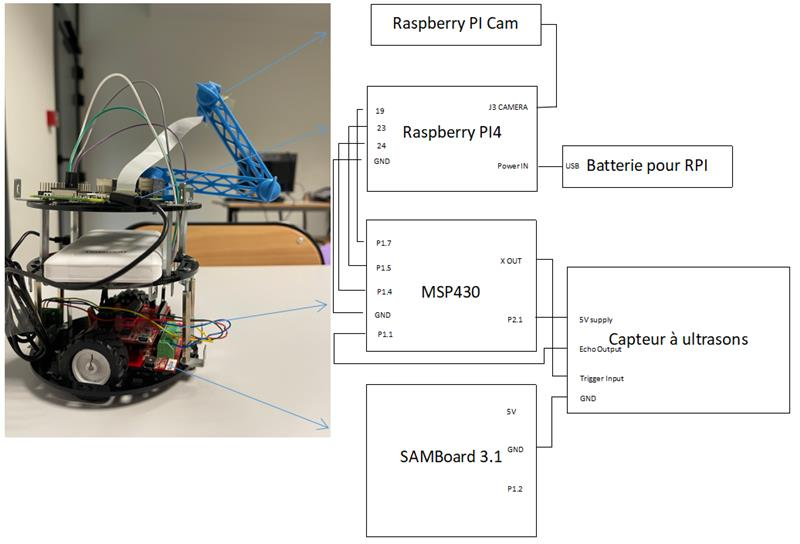 Raspberry PI Cam
J3 CAMERA
19
23
Raspberry PI4
24
GND
Power IN
USB
Batterie pour RPI
P1.7
X OUT
P1.5
P1.4
MSP430
GND
P2.1
P1.1
5V supply
Capteur à ultrasons
Echo Output
Trigger Input
GND
5V
GND
SAMBoard 3.1
P1.2